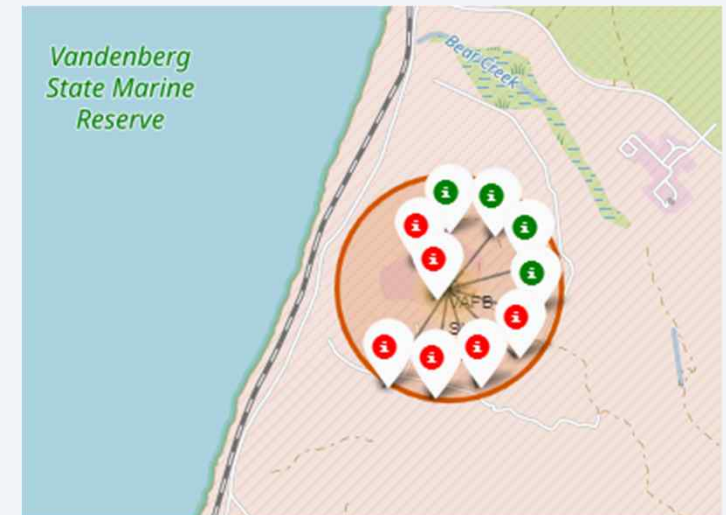 Vandenberg
State Marine
Reserve
Bear Creek
VAFB
S